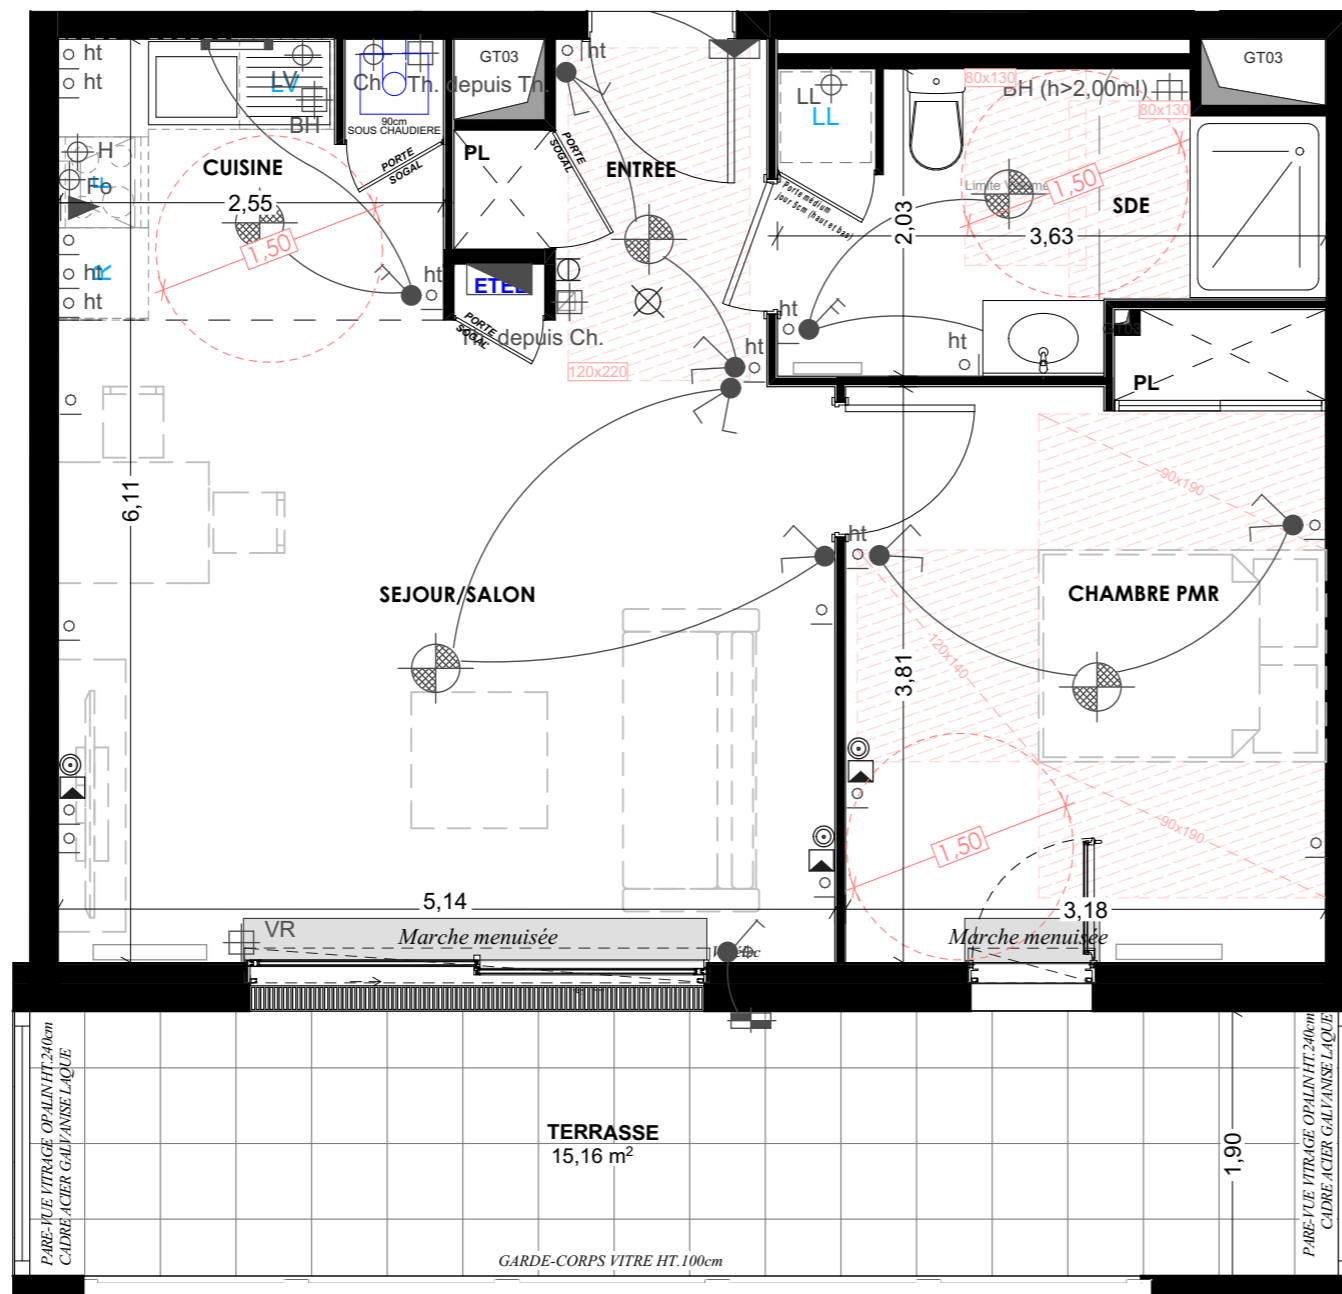 ht
ht
LV
LV
BH
Ch
Th. depuis Th.
90cm
SOUS CHAUDIERE
PORTE
SOGAL
GT03
ht
PL
PORTE
SOGAL
ENTREE
LL
LL
80x130
BH (h>2,00ml)
80x130
GT03
H
Fo
F
CUISINE
2,55
1,50
2,03
1,50
3,63
SDE
Porte médium
jour 5cm (haut et bas)
R
ht
ht
ht
PORTE
SOGAL
depuis Ch.
120x220
ht
ht
ht
PL
6,11
90x190
ht
SEJOUR/SALON
CHAMBRE PMR
120x140
3,81
90x190
1,50
5,14
3,18
VR
Marche menuisée
Marche menuisée
PARE-VUE VITRAGE OPALIN HT.240cm
CADRE ACIER GALVANISE LAQUE
TERRASSE
15,16 m²
1,90
PARE-VUE VITRAGE OPALIN HT.240cm
CADRE ACIER GALVANISE LAQUE
GARDE-CORPS VITRE HT.100cm